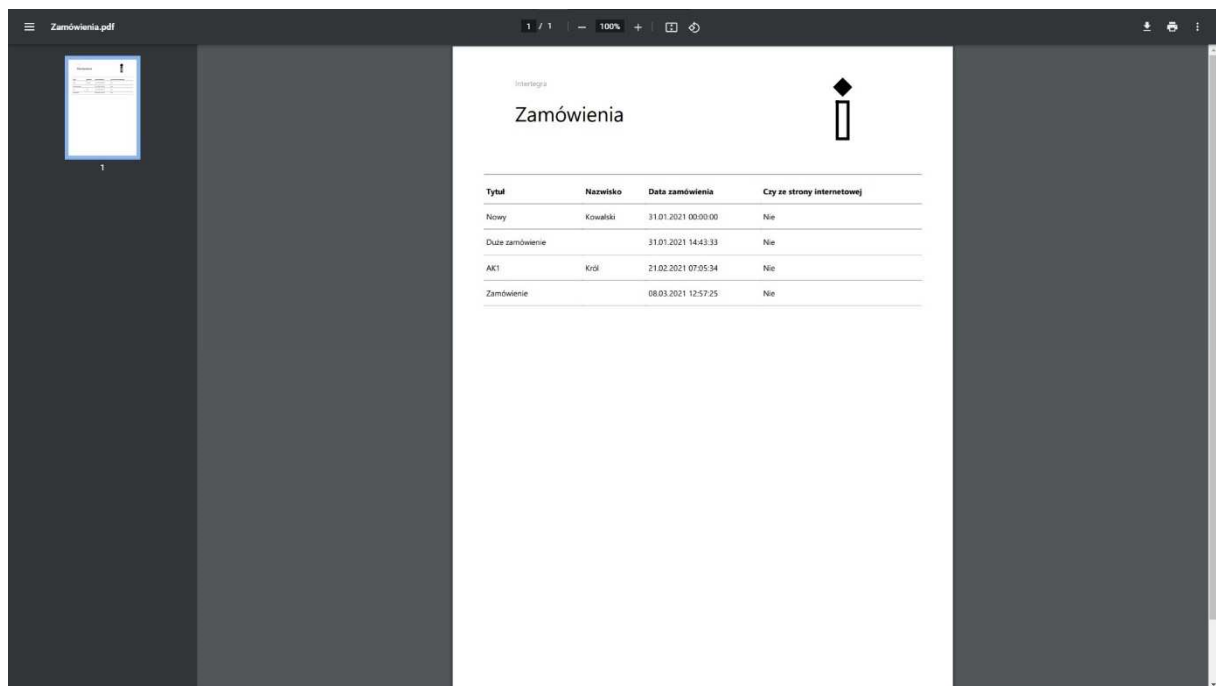 Zamówienia.pdf
1 / 1 — 100% +
1
Intertegra
Zamówienia
Tytuł Nazwisko Data zamówienia Czy ze strony internetowej
Nowy Kowalski 31.01.2021 00:00:00 Nie
Duże zamówienie 31.01.2021 14:43:33 Nie
AK1 Król 21.02.2021 07:05:34 Nie
Zamówienie 08.03.2021 12:57:25 Nie